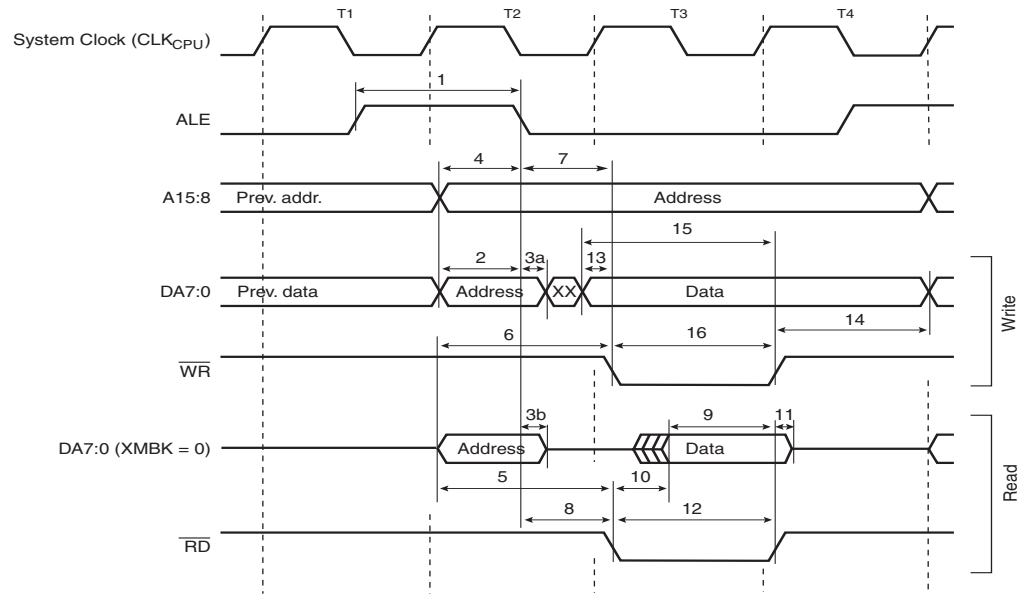 T1 T2 T3 T4
System Clock (CLKCPU)
1
ALE
4 7
A15:8 Prev. addr. Address
15
2 3a 13
DA7:0 Prev. data Address XX Data
14
6 16
WR
Write
3b 9 11
DA7:0 (XMBK = 0) Address Data
5 10
8 12
RD
Read